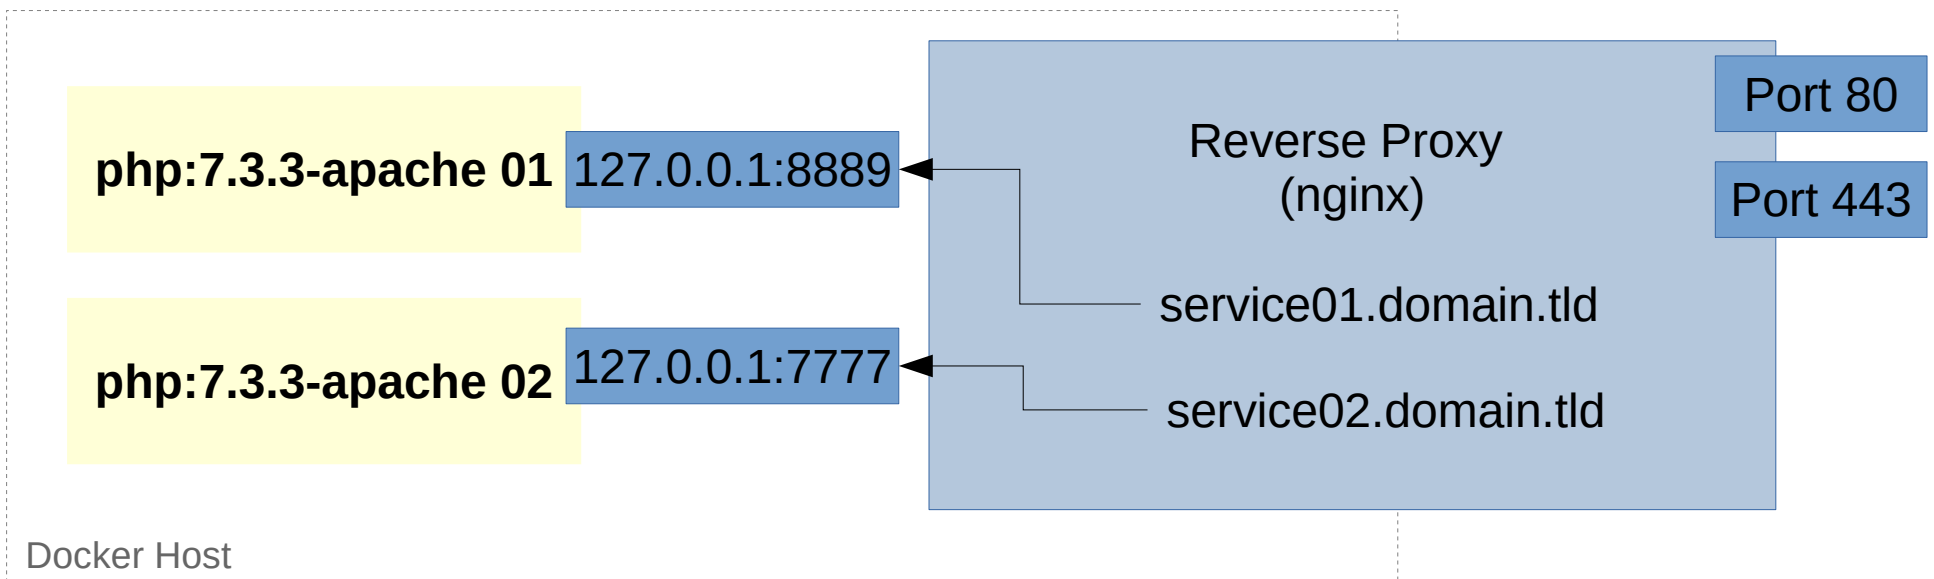 Port 80
Reverse Proxy
(nginx)
Port 443
php:7.3.3-apache 01
127.0.0.1:8889
service01.domain.tld
php:7.3.3-apache 02
127.0.0.1:7777
service02.domain.tld
Docker Host